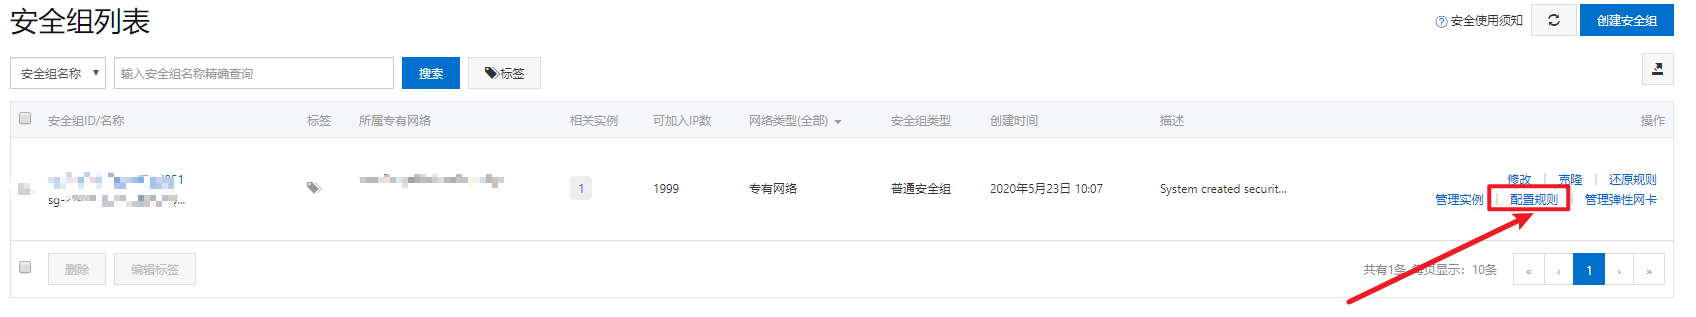 安全组列表
安全使用须知
创建安全组
安全组名称
输入安全组名称精确查询
搜索
标签
安全组ID/名称 标签 所属专有网络 相关实例 可加入IP数 网络类型(全部) 安全组类型 创建时间 描述 操作
1 1999 专有网络 普通安全组 2020年5月23日 10:07 System created securit...
修改 克隆 还原规则
sg-
管理实例 配置规则 管理弹性网卡
删除 编辑标签 共有1条 每页显示：10条 « ‹ 1 › »